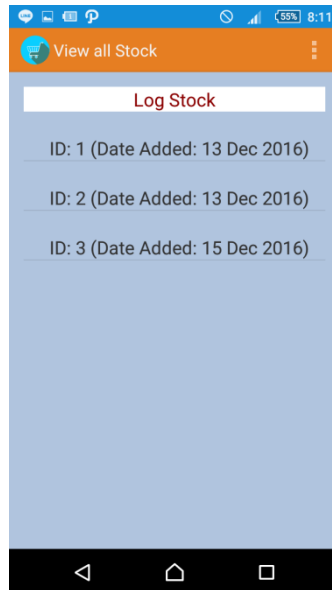 LINE 55% 8:11
View all Stock
Log Stock
ID: 1 (Date Added: 13 Dec 2016)
ID: 2 (Date Added: 13 Dec 2016)
ID: 3 (Date Added: 15 Dec 2016)